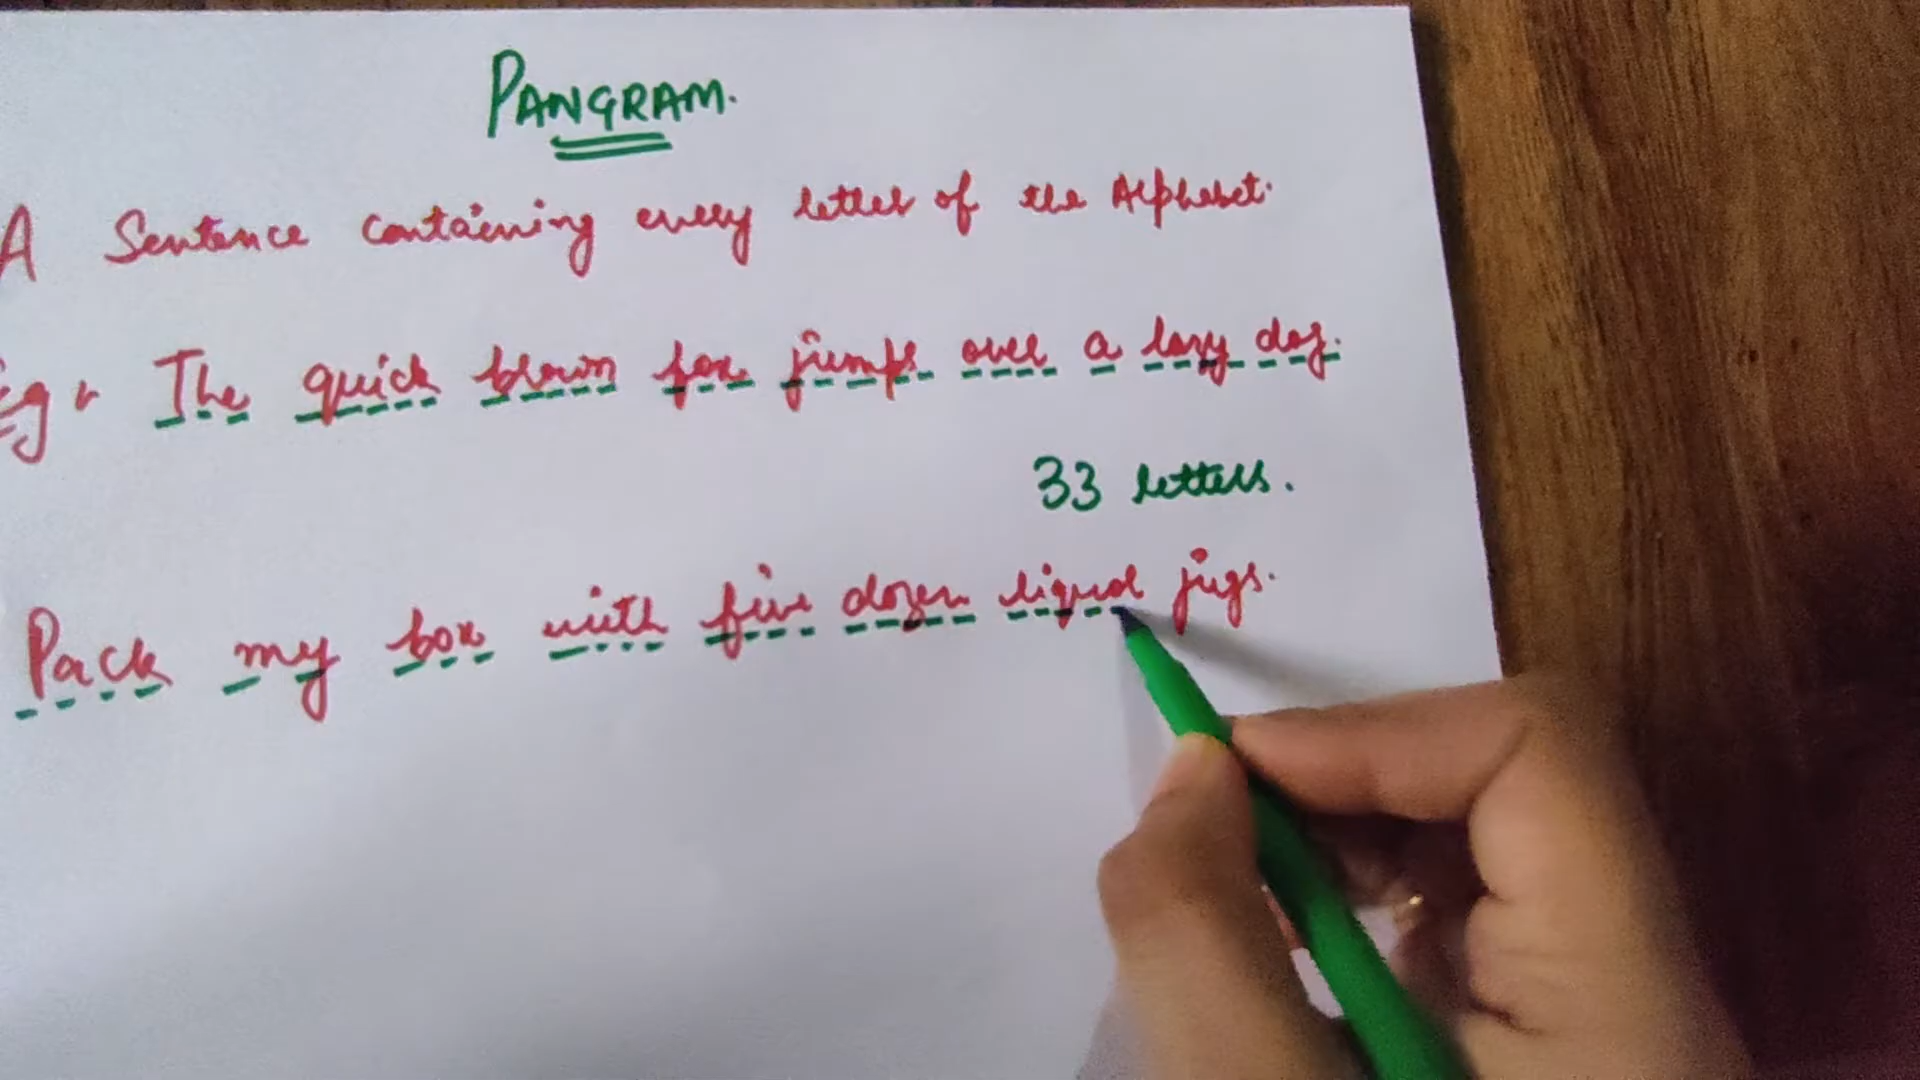 PANGRAM.
A Sentence containing every letter of the Alphabet.
Eg:- The quick brown fox jumps over a lazy dog.
33 letters.
Pack my box with five dozen liquor jugs.